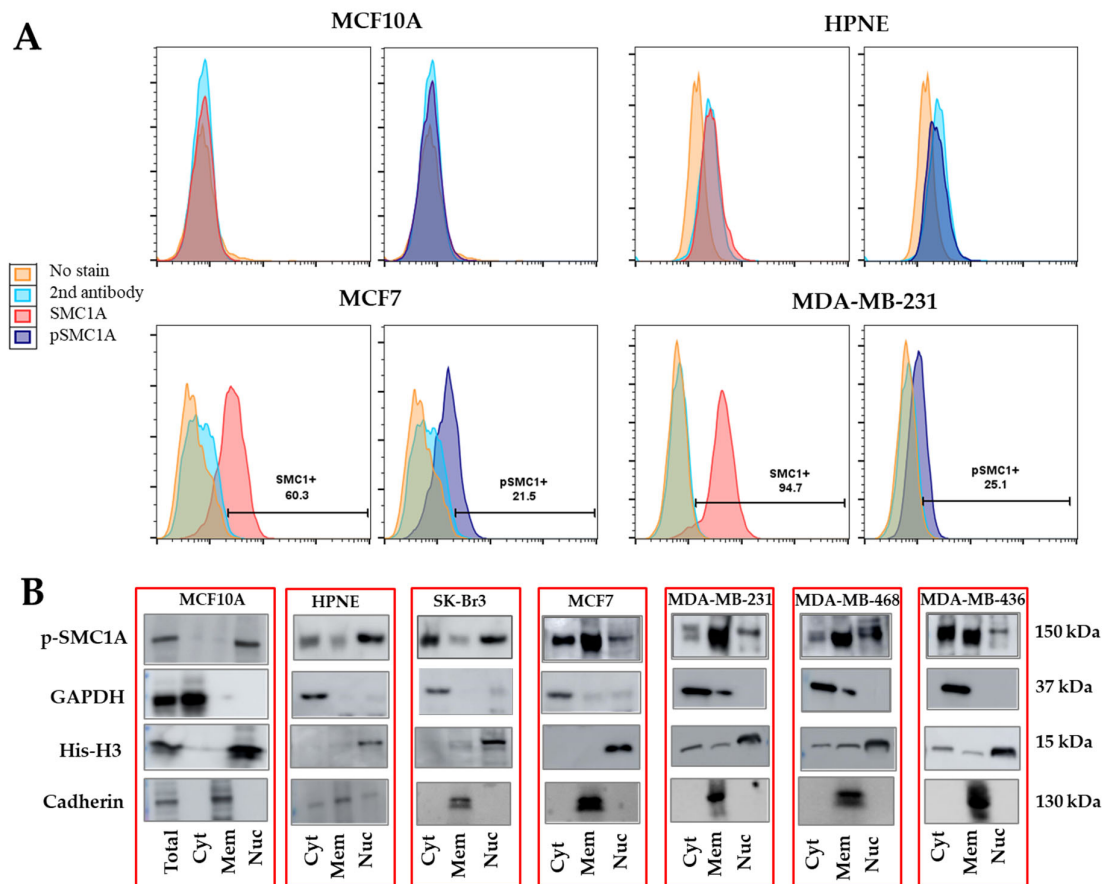 A
MCF10A
HPNE
No stain
2nd antibody
SMC1A
pSMC1A
MCF7
MDA-MB-231
SMC1+
60.3
pSMC1+
21.5
SMC1+
94.7
pSMC1+
25.1
B
MCF10A
HPNE
SK-Br3
MCF7
MDA-MB-231
MDA-MB-468
MDA-MB-436
p-SMC1A
150 kDa
GAPDH
37 kDa
His-H3
15 kDa
Cadherin
130 kDa
Total Cyt Mem Nuc
Cyt Mem Nuc
Cyt Mem Nuc
Cyt Mem Nuc
Cyt Mem Nuc
Cyt Mem Nuc
Cyt Mem Nuc